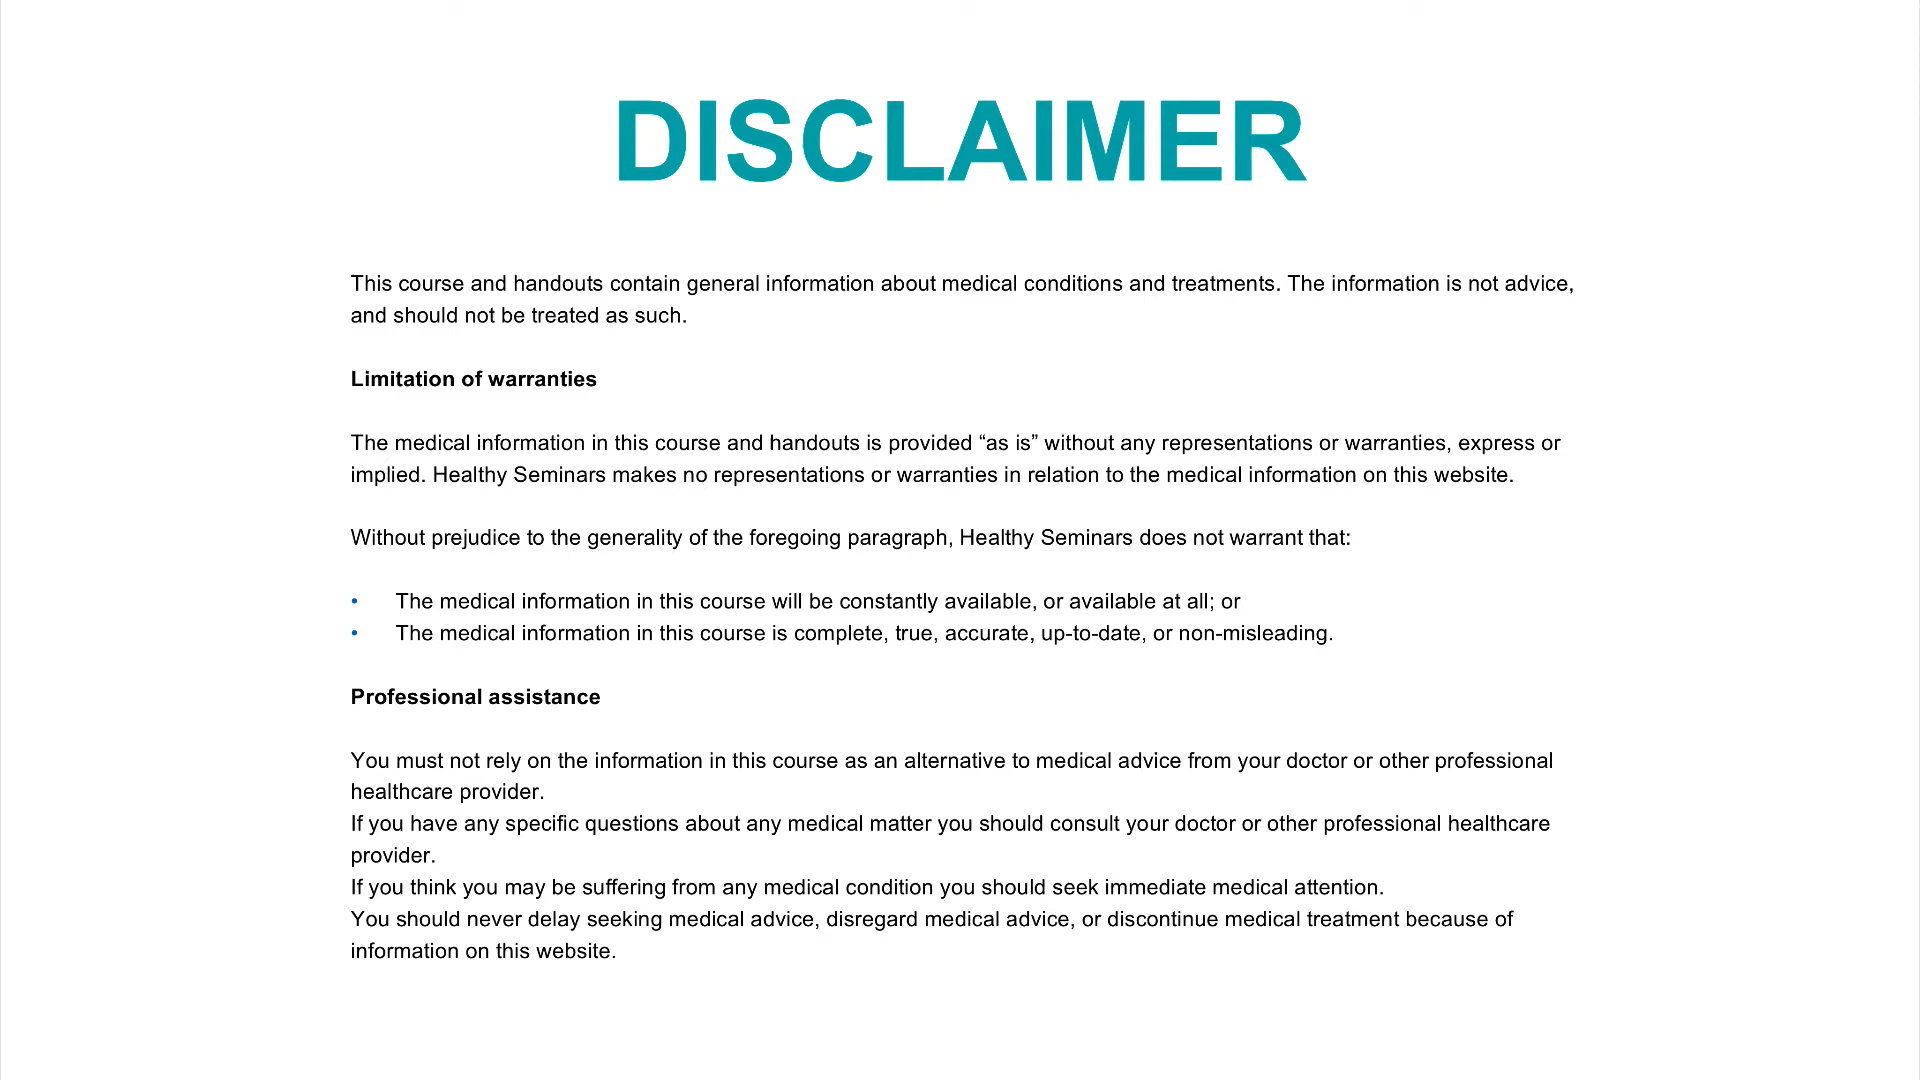 DISCLAIMER
This course and handouts contain general information about medical conditions and treatments. The information is not advice,
and should not be treated as such.
Limitation of warranties
The medical information in this course and handouts is provided “as is” without any representations or warranties, express or
implied. Healthy Seminars makes no representations or warranties in relation to the medical information on this website.
Without prejudice to the generality of the foregoing paragraph, Healthy Seminars does not warrant that:
• The medical information in this course will be constantly available, or available at all; or
• The medical information in this course is complete, true, accurate, up-to-date, or non-misleading.
Professional assistance
You must not rely on the information in this course as an alternative to medical advice from your doctor or other professional
healthcare provider.
If you have any specific questions about any medical matter you should consult your doctor or other professional healthcare
provider.
If you think you may be suffering from any medical condition you should seek immediate medical attention.
You should never delay seeking medical advice, disregard medical advice, or discontinue medical treatment because of
information on this website.